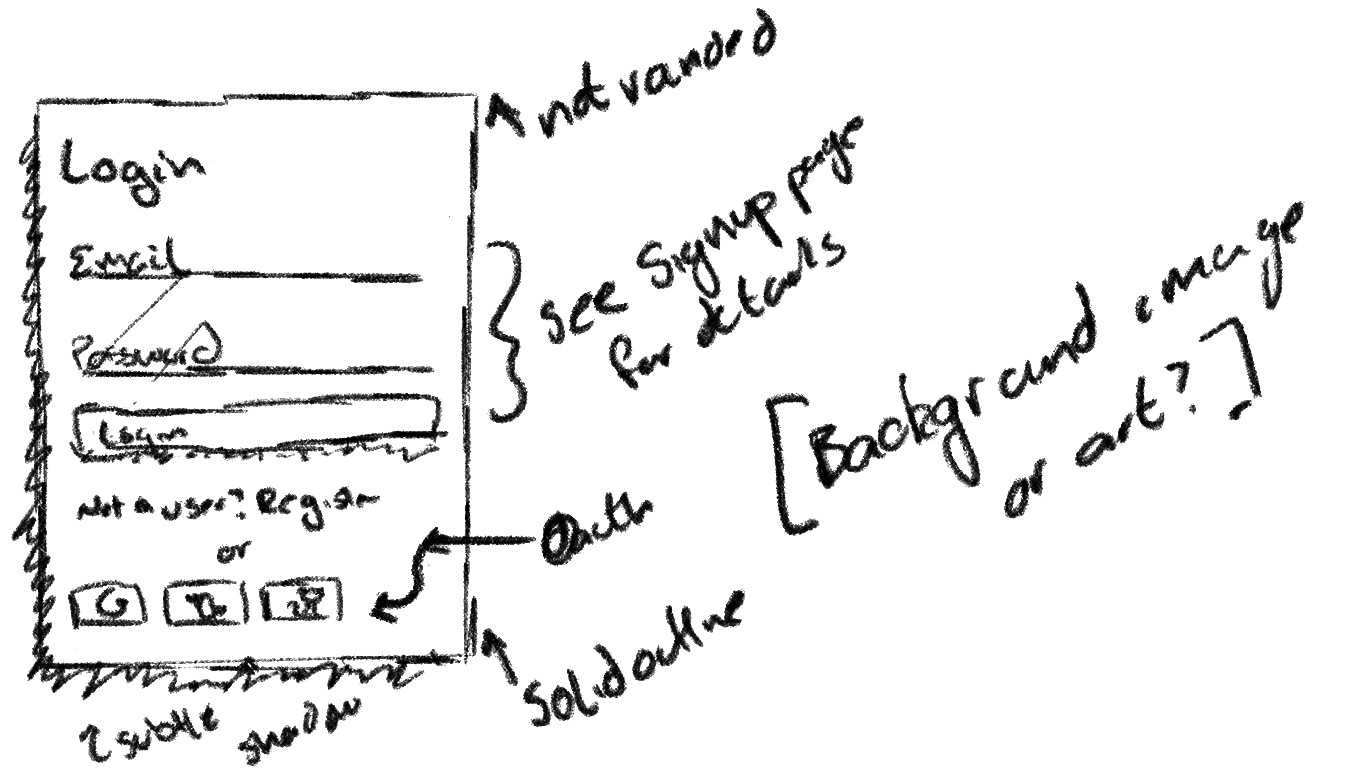 not rounded
Login
Email
Password
Login
Not a user? Register
or
G
see Signup page
for details
[Background image
or art?]
Oauth
Solid outline
subtle shadow